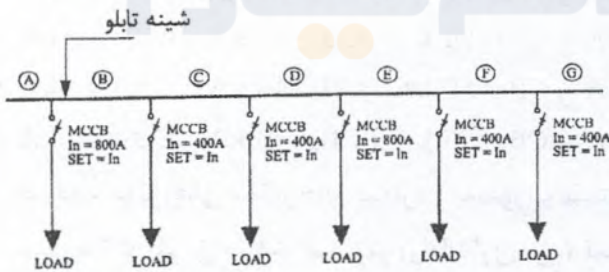 شینه تابلو
A B C D E F G
MCCB
In = 800A
SET = In
MCCB
In = 400A
SET = In
MCCB
In = 400A
SET = In
MCCB
In = 800A
SET = In
MCCB
In = 400A
SET = In
MCCB
In = 400A
SET = In
LOAD LOAD LOAD LOAD LOAD LOAD